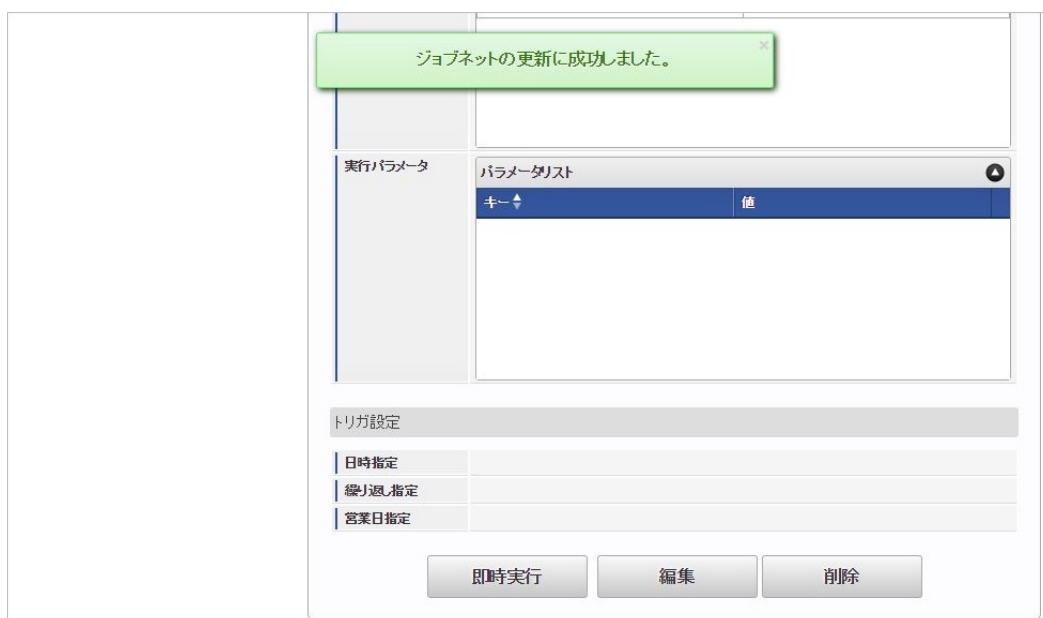 ジョブネットの更新に成功しました。
×
実行パラメータ
パラメータリスト
キー
値
トリガ設定
日時指定
繰り返し指定
営業日指定
即時実行
編集
削除